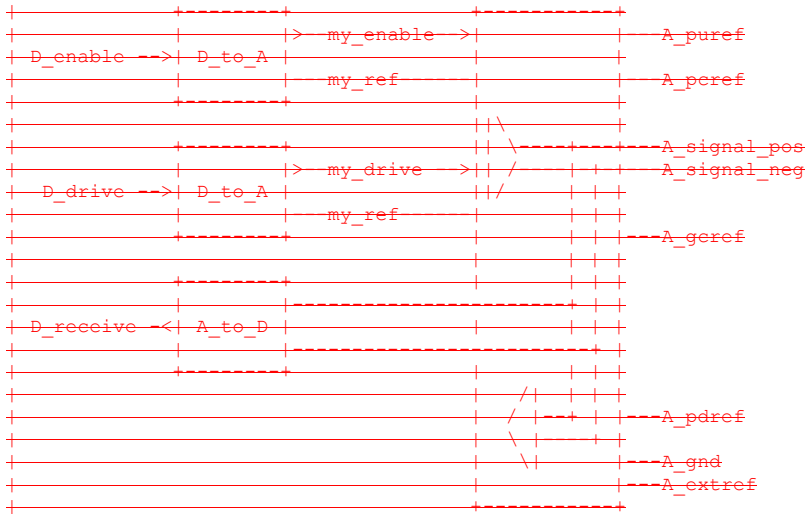 |                 +--------+                +-----------+
|                 |        |>--my_enable-->|           |---A_puref
| D_enable -->| D_to_A |                |           |
|                 |        |---my_ref------|           |---A_pcref
|                 +--------+                |           |
|                                           ||\         |
|                 +--------+                || \----+---+---A_signal_pos
|                 |        |>--my_drive-->|| /----|-+-+---A_signal_neg
| D_drive -->| D_to_A |                ||/     | | |
|                 |        |---my_ref------|       | | |
|                 +--------+                |       | | +---A_gcref
|                                           |       | | |
|                 +--------+                |       | | |
|                 |        |------------------------+ | |
| D_receive -<| A_to_D |                |       | | |
|                 |        |--------------------------+ |
|                 +--------+                |       | | |
|                                           |   /|  | | |
|                                           |  / |--+ | |---A_pdref
|                                           |  \ |----+ |
|                                           |   \|      |---A_gnd
|                                           |           |---A_extref
|                                           +-----------+